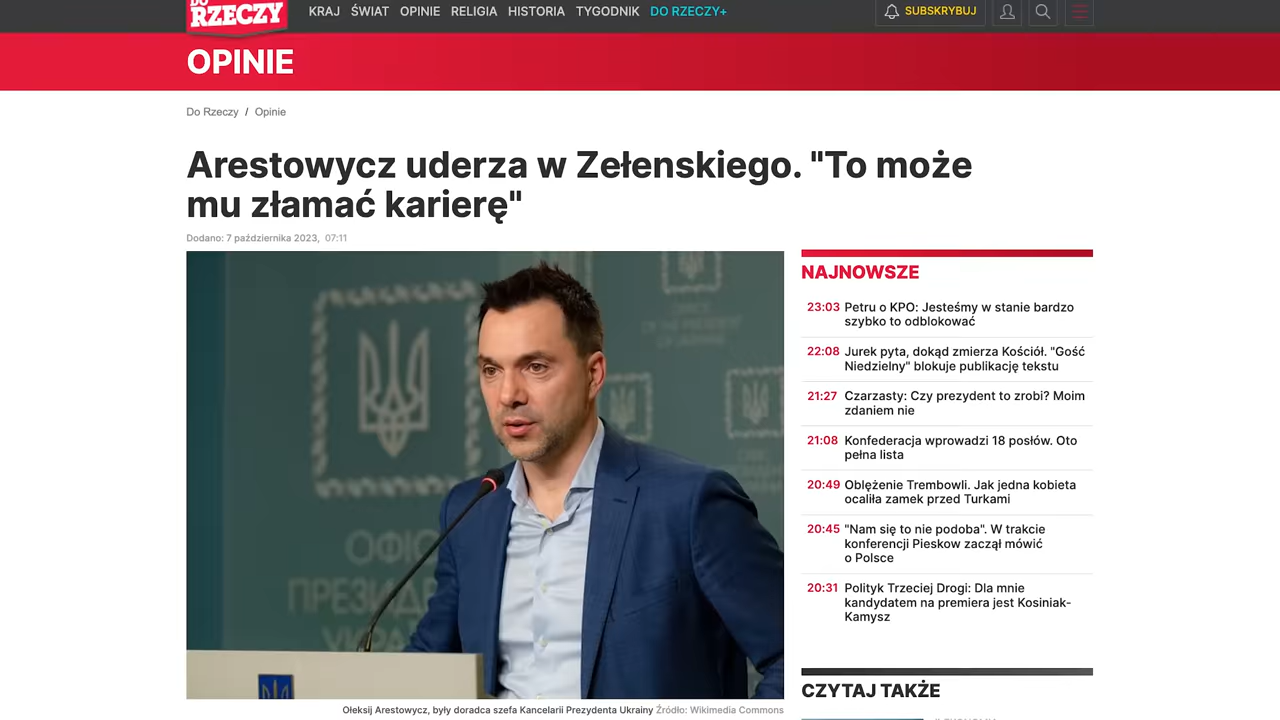 DO
RZECZY
KRAJ ŚWIAT OPINIE RELIGIA HISTORIA TYGODNIK DO RZECZY+
SUBSKRYBUJ
OPINIE
Do Rzeczy / Opinie
Arestowycz uderza w Zełenskiego. "To może
mu złamać karierę"
Dodano: 7 października 2023, 07:11
ОФІС
ПРЕЗИДЕ
УКРАЇ
Ołeksij Arestowycz, były doradca szefa Kancelarii Prezydenta Ukrainy Źródło: Wikimedia Commons
NAJNOWSZE
23:03 Petru o KPO: Jesteśmy w stanie bardzo
szybko to odblokować
22:08 Jurek pyta, dokąd zmierza Kościół. "Gość
Niedzielny" blokuje publikację tekstu
21:27 Czarzasty: Czy prezydent to zrobi? Moim
zdaniem nie
21:08 Konfederacja wprowadzi 18 posłów. Oto
pełna lista
20:49 Oblężenie Trembowli. Jak jedna kobieta
ocaliła zamek przed Turkami
20:45 "Nam się to nie podoba". W trakcie
konferencji Pieskow zaczął mówić
o Polsce
20:31 Polityk Trzeciej Drogi: Dla mnie
kandydatem na premiera jest Kosiniak-
Kamysz
CZYTAJ TAKŻE